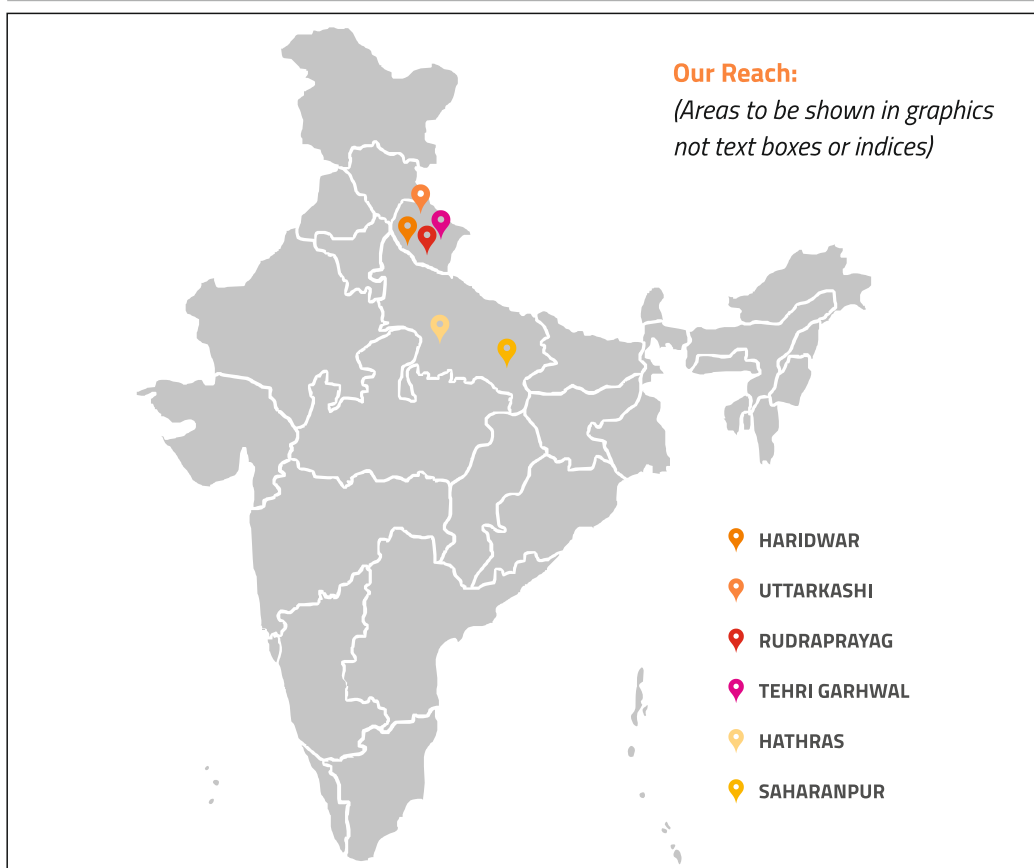 Our Reach:
(Areas to be shown in graphics
not text boxes or indices)
HARIDWAR
UTTARKASHI
RUDRAPRAYAG
TEHRI GARHWAL
HATHRAS
SAHARANPUR